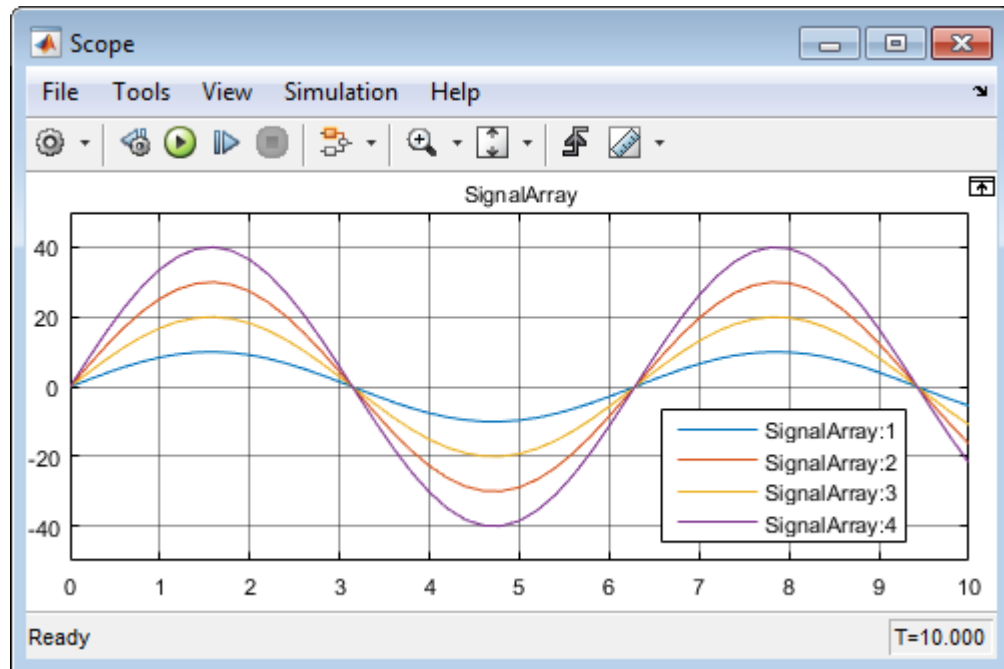 Scope
File Tools View Simulation Help
SignalArray
40
20
0
-20
-40
SignalArray:1
SignalArray:2
SignalArray:3
SignalArray:4
0 1 2 3 4 5 6 7 8 9 10
Ready T=10.000